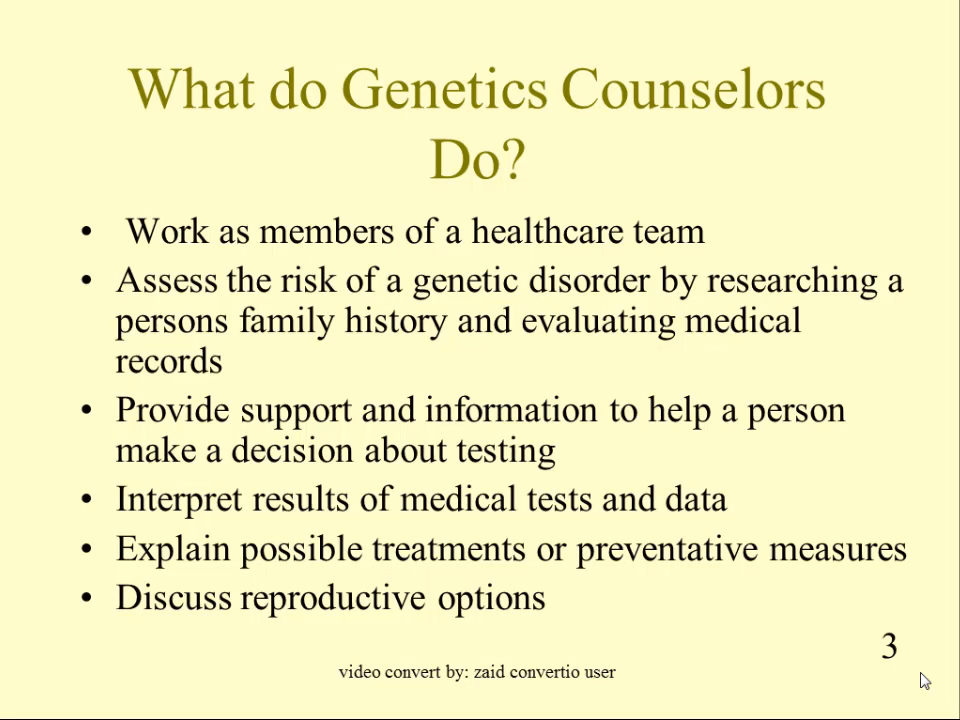 What do Genetics Counselors
Do?
• Work as members of a healthcare team
• Assess the risk of a genetic disorder by researching a
persons family history and evaluating medical
records
• Provide support and information to help a person
make a decision about testing
• Interpret results of medical tests and data
• Explain possible treatments or preventative measures
• Discuss reproductive options
3
video convert by: zaid convertio user